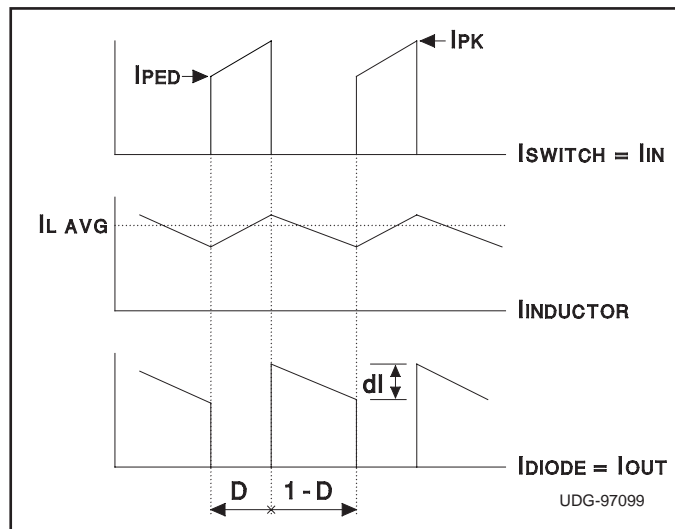 IPK
IPED
ISWITCH = IIN
IL AVG
IINDUCTOR
dI
IDIODE = IOUT
D 1 - D
UDG-97099